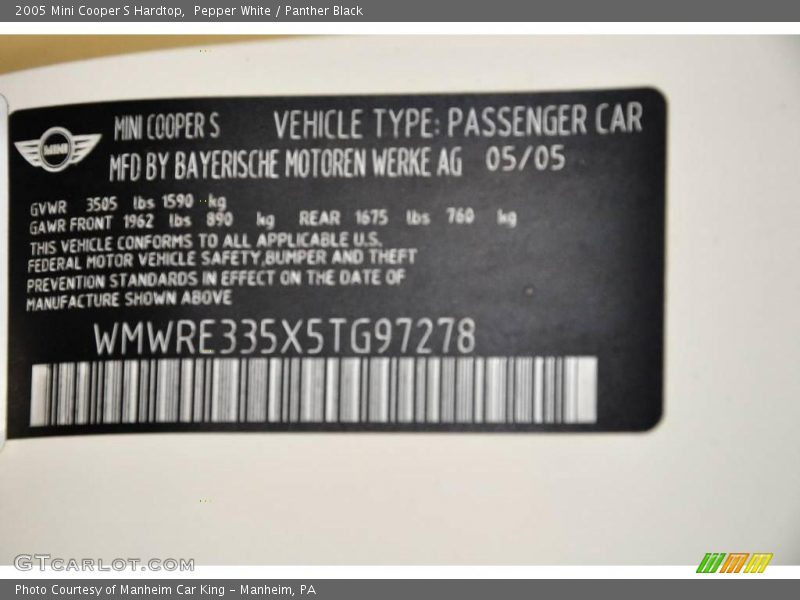 2005 Mini Cooper S Hardtop,  Pepper White / Panther Black
MINI COOPER S VEHICLE TYPE: PASSENGER CAR
MINI
MFD BY BAYERISCHE MOTOREN WERKE AG 05/05
GVWR 3505 lbs 1590 kg
GAWR FRONT 1962 lbs 890 kg REAR 1675 lbs 760 kg
THIS VEHICLE CONFORMS TO ALL APPLICABLE U.S.
FEDERAL MOTOR VEHICLE SAFETY,BUMPER AND THEFT
PREVENTION STANDARDS IN EFFECT ON THE DATE OF
MANUFACTURE SHOWN ABOVE
WMWRE335X5TG97278
GTCARLOT.COM
Photo Courtesy of Manheim Car King - Manheim, PA